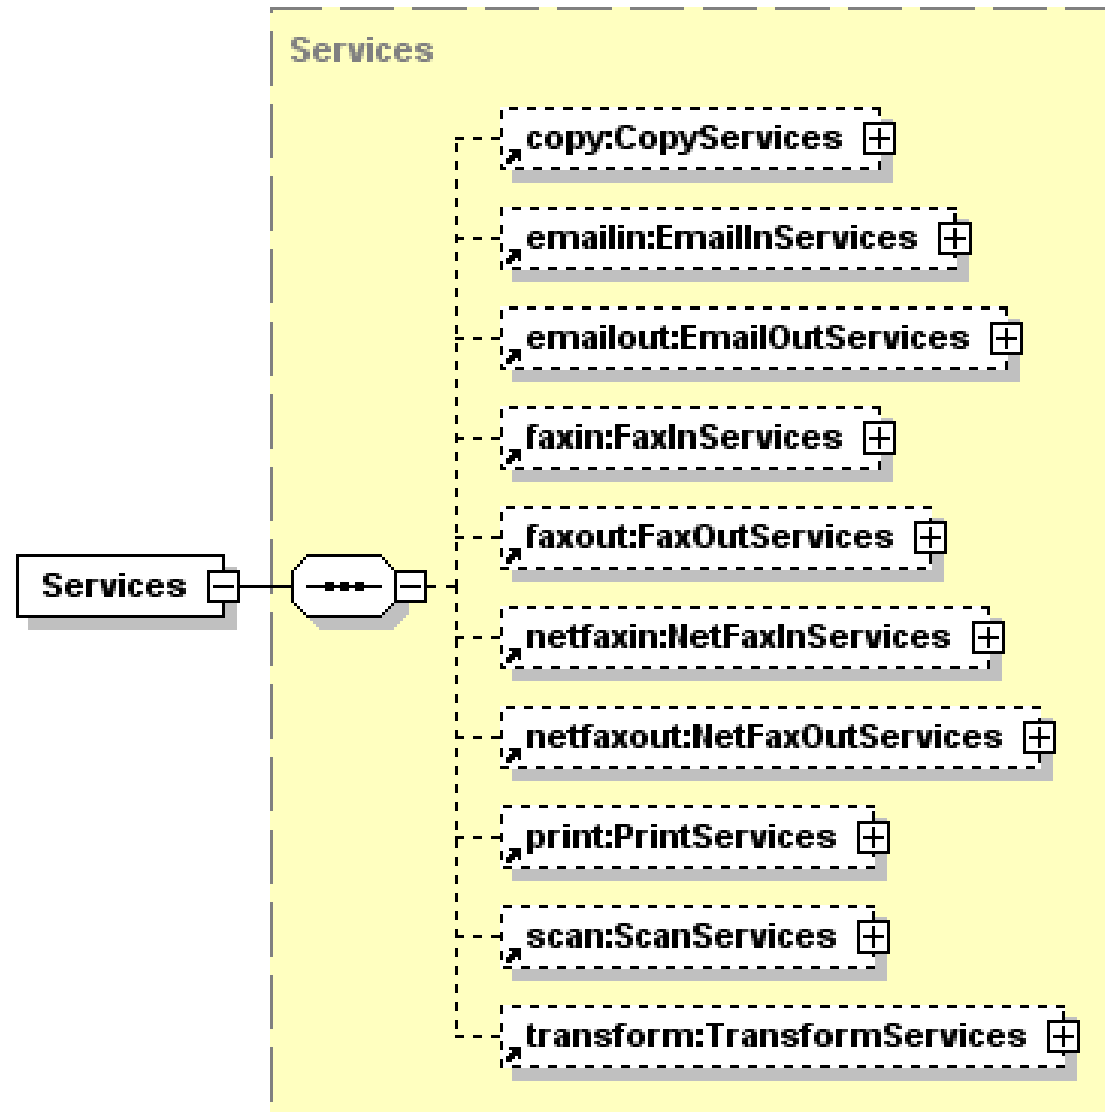 Services
copy:CopyServices
emailin:EmailInServices
emailout:EmailOutServices
faxin:FaxInServices
faxout:FaxOutServices
Services
netfaxin:NetFaxInServices
netfaxout:NetFaxOutServices
print:PrintServices
scan:ScanServices
transform:TransformServices